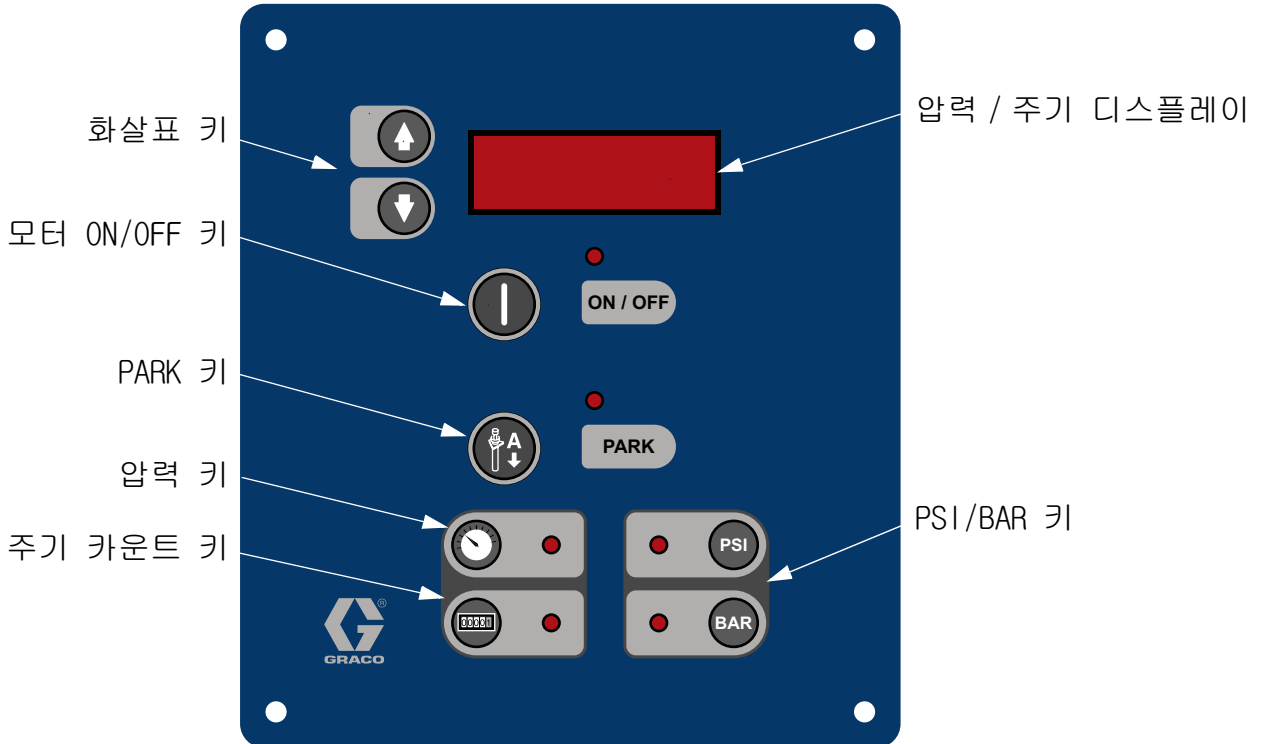 화살표 키
압력 / 주기 디스플레이
모터 ON/OFF 키
ON / OFF
PARK 키
A
PARK
압력 키
PSI/BAR 키
PSI
주기 카운트 키
00001
BAR
®
GRACO